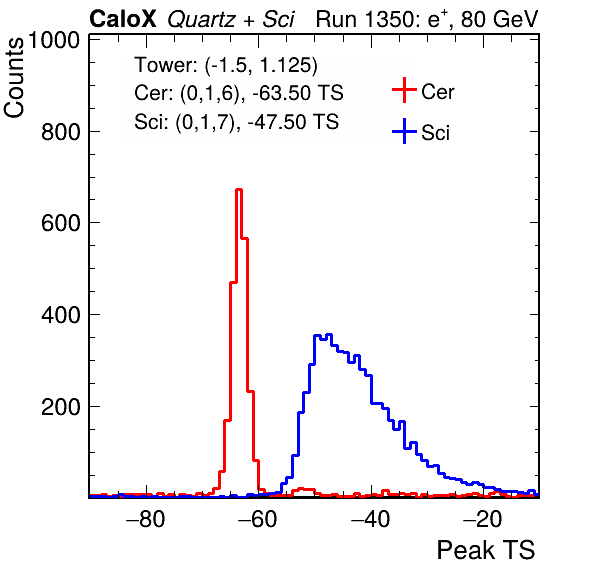 CaloX Quartz + Sci Run 1350: e⁺, 80 GeV
Counts
1000
800
600
400
200
Tower: (-1.5, 1.125)
Cer: (0,1,6), -63.50 TS
Sci: (0,1,7), -47.50 TS
Cer
Sci
−80 −60 −40 −20
Peak TS